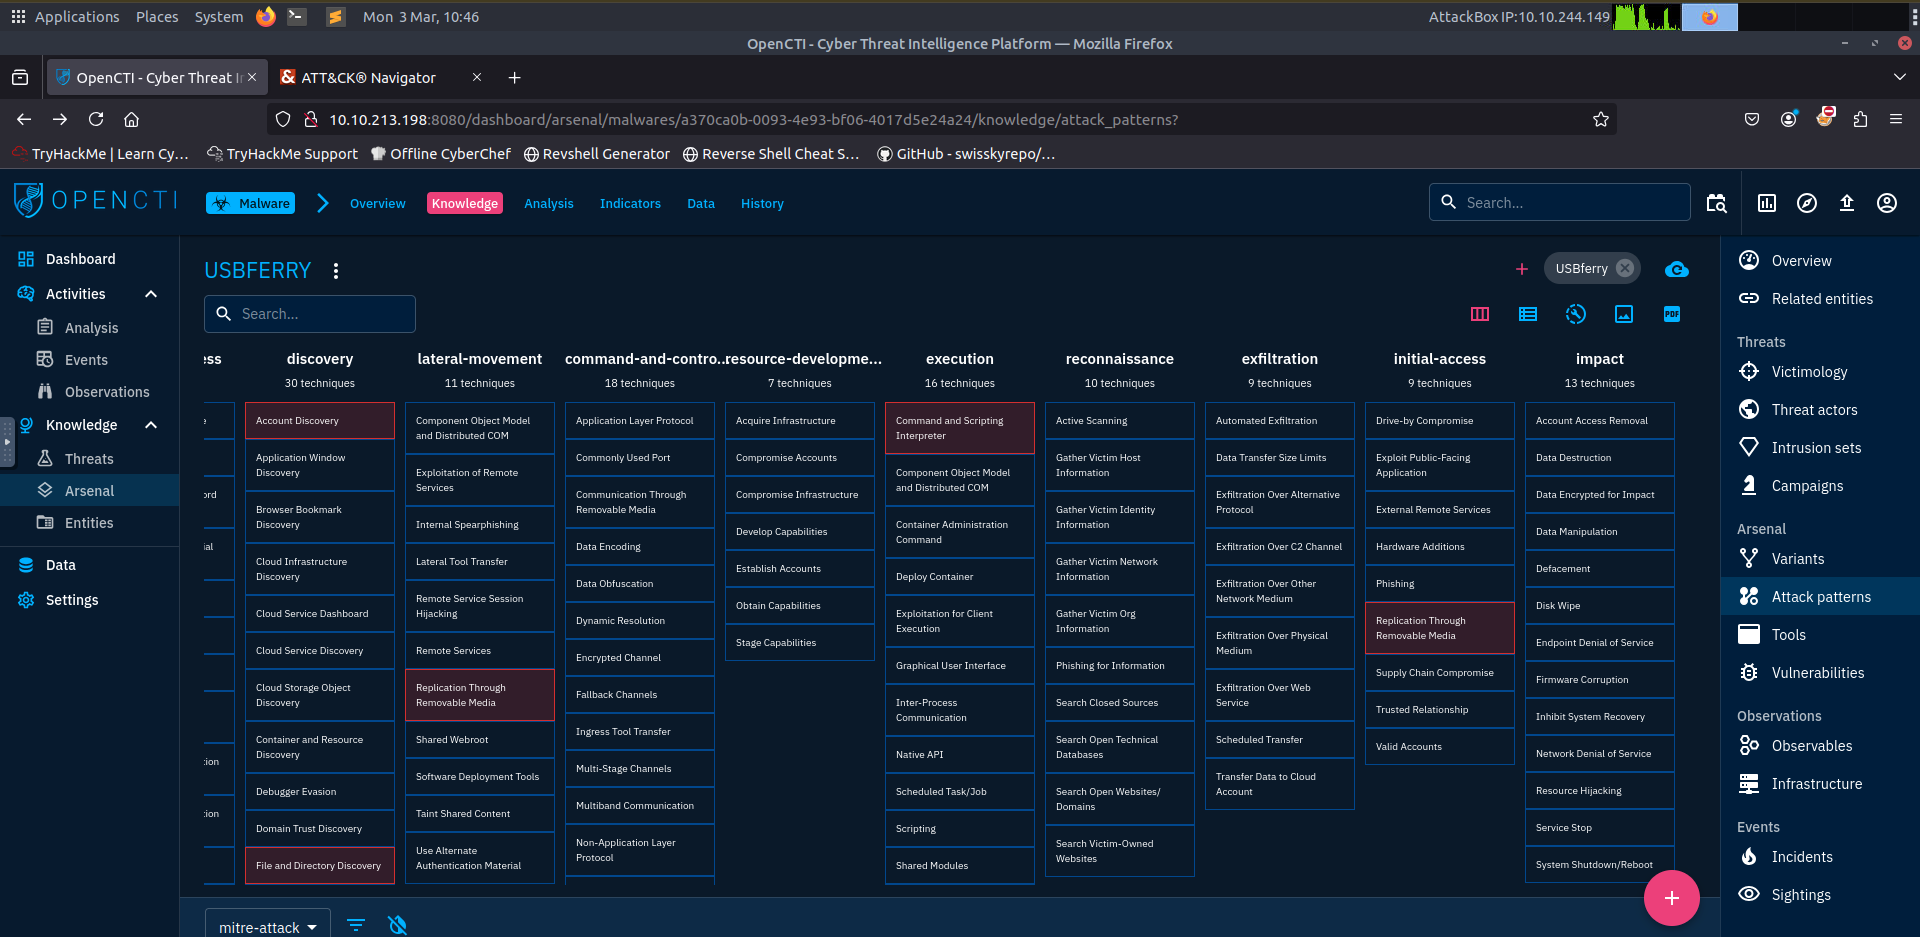 Applications Places System Mon 3 Mar, 10:46 AttackBox IP:10.10.244.149
OpenCTI - Cyber Threat Intelligence Platform — Mozilla Firefox
OpenCTI - Cyber Threat In
ATT&CK® Navigator
10.10.213.198:8080/dashboard/arsenal/malwares/a370ca0b-0093-4e93-bf06-4017d5e24a24/knowledge/attack_patterns?
TryHackMe | Learn Cy… TryHackMe Support Offline CyberChef Revshell Generator Reverse Shell Cheat S… GitHub - swisskyrepo/…
OPENCTI Malware Overview Knowledge Analysis Indicators Data History Search...
Dashboard
Activities
Analysis
Events
Observations
Knowledge
Threats
Arsenal
Entities
Data
Settings
USBFERRY
USBferry
Search...
PDF
ess
e
ord
ial
tion
tion
discovery
30 techniques
Account Discovery
Application Window
Discovery
Browser Bookmark
Discovery
Cloud Infrastructure
Discovery
Cloud Service Dashboard
Cloud Service Discovery
Cloud Storage Object
Discovery
Container and Resource
Discovery
Debugger Evasion
Domain Trust Discovery
File and Directory Discovery
lateral-movement
11 techniques
Component Object Model
and Distributed COM
Exploitation of Remote
Services
Internal Spearphishing
Lateral Tool Transfer
Remote Service Session
Hijacking
Remote Services
Replication Through
Removable Media
Shared Webroot
Software Deployment Tools
Taint Shared Content
Use Alternate
Authentication Material
command-and-contro...
18 techniques
Application Layer Protocol
Commonly Used Port
Communication Through
Removable Media
Data Encoding
Data Obfuscation
Dynamic Resolution
Encrypted Channel
Fallback Channels
Ingress Tool Transfer
Multi-Stage Channels
Multiband Communication
Non-Application Layer
Protocol
resource-developme...
7 techniques
Acquire Infrastructure
Compromise Accounts
Compromise Infrastructure
Develop Capabilities
Establish Accounts
Obtain Capabilities
Stage Capabilities
execution
16 techniques
Command and Scripting
Interpreter
Component Object Model
and Distributed COM
Container Administration
Command
Deploy Container
Exploitation for Client
Execution
Graphical User Interface
Inter-Process
Communication
Native API
Scheduled Task/Job
Scripting
Shared Modules
reconnaissance
10 techniques
Active Scanning
Gather Victim Host
Information
Gather Victim Identity
Information
Gather Victim Network
Information
Gather Victim Org
Information
Phishing for Information
Search Closed Sources
Search Open Technical
Databases
Search Open Websites/
Domains
Search Victim-Owned
Websites
exfiltration
9 techniques
Automated Exfiltration
Data Transfer Size Limits
Exfiltration Over Alternative
Protocol
Exfiltration Over C2 Channel
Exfiltration Over Other
Network Medium
Exfiltration Over Physical
Medium
Exfiltration Over Web
Service
Scheduled Transfer
Transfer Data to Cloud
Account
initial-access
9 techniques
Drive-by Compromise
Exploit Public-Facing
Application
External Remote Services
Hardware Additions
Phishing
Replication Through
Removable Media
Supply Chain Compromise
Trusted Relationship
Valid Accounts
impact
13 techniques
Account Access Removal
Data Destruction
Data Encrypted for Impact
Data Manipulation
Defacement
Disk Wipe
Endpoint Denial of Service
Firmware Corruption
Inhibit System Recovery
Network Denial of Service
Resource Hijacking
Service Stop
System Shutdown/Reboot
mitre-attack
Overview
Related entities
Threats
Victimology
Threat actors
Intrusion sets
Campaigns
Arsenal
Variants
Attack patterns
Tools
Vulnerabilities
Observations
Observables
Infrastructure
Events
Incidents
Sightings